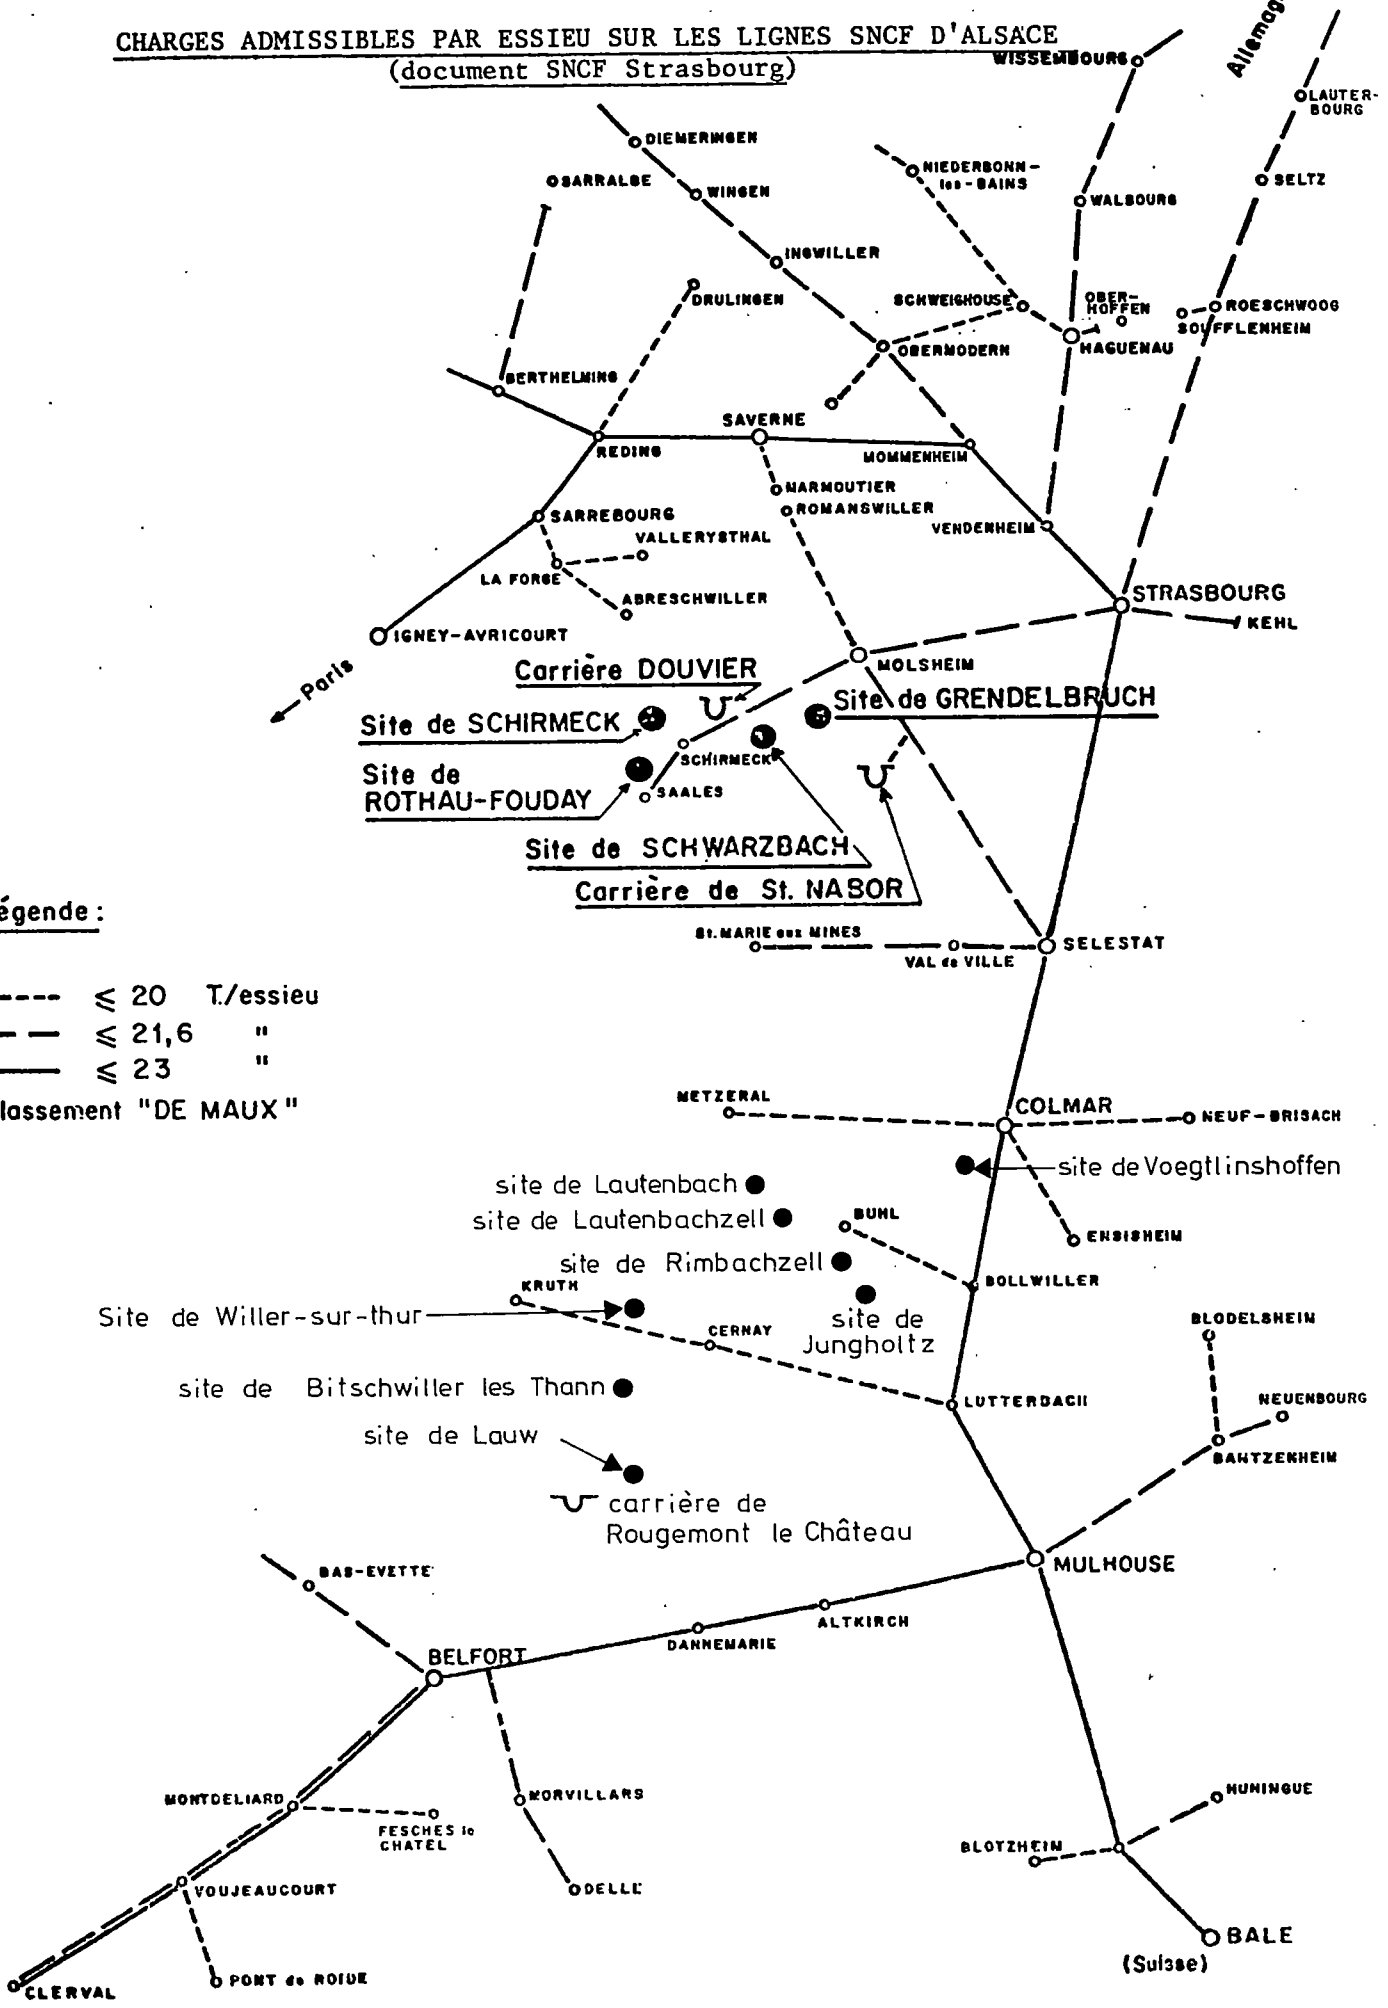 CHARGES ADMISSIBLES PAR ESSIEU SUR LES LIGNES SNCF D'ALSACE
(document SNCF Strasbourg)
WISSEMBOURG
Allemag
LAUTER-
BOURG
DIEMERINGEN
SARRALBE
WINGEN
NIEDERBONN-
les-BAINS
WALBOURG
SELTZ
INGWILLER
DRULINGEN
SCHWEIGHOUSE
OBER-
HOFFEN
ROESCHWOOG
SOUFFLENHEIM
HAGUENAU
OBERMODERN
BERTHELMING
SAVERNE
REDING
MOMMENHEIM
MARMOUTIER
ROMANSWILLER
SARREBOURG
VENDENHEIM
VALLERYSTHAL
LA FORGE
ABRESCHWILLER
STRASBOURG
KEHL
IGNEY-AVRICOURT
MOLSHEIM
Paris
Carrière DOUVIER
Site de GRENDELBRUCH
Site de SCHIRMECK
SCHIRMECK
Site de
ROTHAU-FOUDAY
SAALES
Site de SCHWARZBACH
Carrière de St. NABOR
égende :
St. MARIE aux MINES
VAL de VILLE
SELESTAT
≤ 20 T./essieu
≤ 21,6 "
≤ 23 "
lassement "DE MAUX"
METZERAL
COLMAR
NEUF-BRISACH
site de Voegtlinshoffen
site de Lautenbach
site de Lautenbachzell
BUHL
ENSISHEIM
site de Rimbachzell
BOLLWILLER
KRUTH
Site de Willer-sur-thur
site de
Jungholtz
CERNAY
BLODELSHEIM
site de Bitschwiller les Thann
LUTTERBACH
NEUENBOURG
site de Lauw
BANTZENHEIM
carrière de
Rougemont le Château
BAS-EVETTE
MULHOUSE
ALTKIRCH
DANNEMARIE
BELFORT
MONTBELIARD
MORVILLARS
HUNINGUE
FESCHES le
CHATEL
BLOTZHEIM
VOUJEAUCOURT
DELLE
BALE
(Suisse)
PONT de ROIDE
CLERVAL